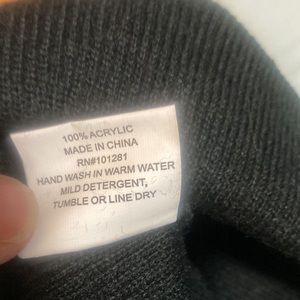 100% ACRYLIC
MADE IN CHINA
RN#101281
HAND WASH IN WARM WATER
MILD DETERGENT,
TUMBLE OR LINE DRY